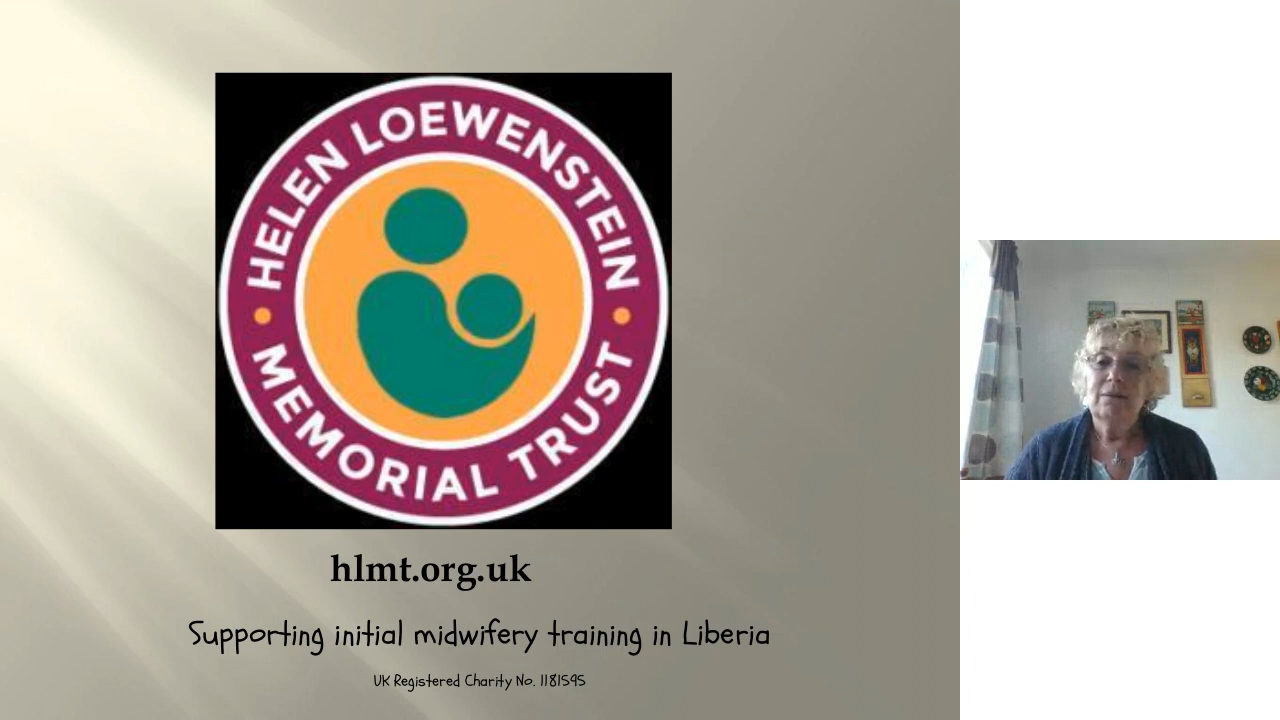 HELEN LOEWENSTEIN
MEMORIAL TRUST
hlmt.org.uk
Supporting initial midwifery training in Liberia
UK Registered Charity No. 1181595